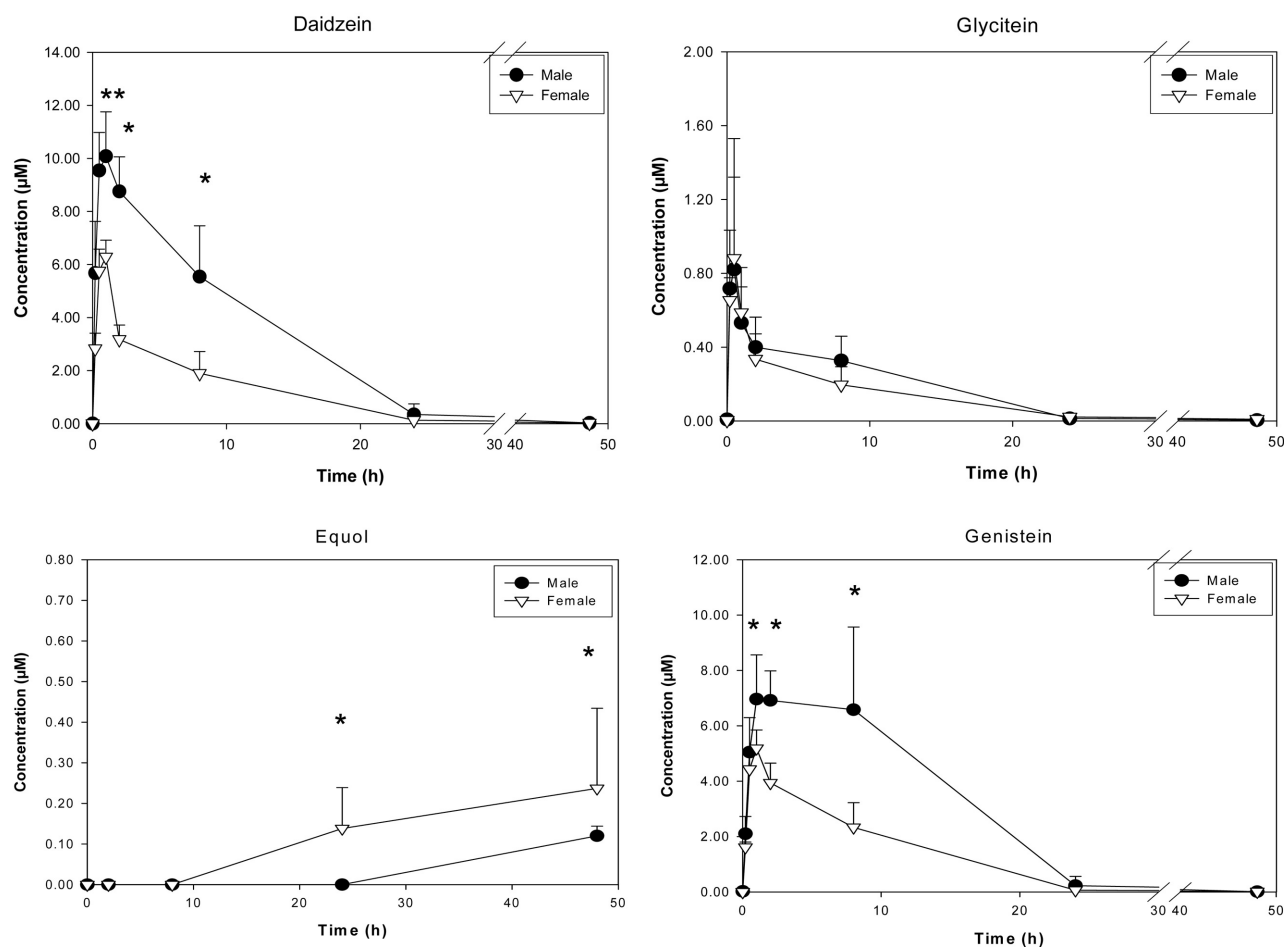 Daidzein
14.00
12.00
10.00
8.00
6.00
4.00
2.00
0.00
Concentration (µM)
Male
Female
**
*
*
0 10 20 30 40 50
Time (h)
Glycitein
2.00
1.60
1.20
0.80
0.40
0.00
Concentration (µM)
Male
Female
0 10 20 30 40 50
Time (h)
Equol
0.80
0.70
0.60
0.50
0.40
0.30
0.20
0.10
0.00
Concentration (µM)
Male
Female
*
*
0 10 20 30 40 50
Time (h)
Genistein
12.00
10.00
8.00
6.00
4.00
2.00
0.00
Concentration (µM)
Male
Female
*
* *
0 10 20 30 40 50
Time (h)